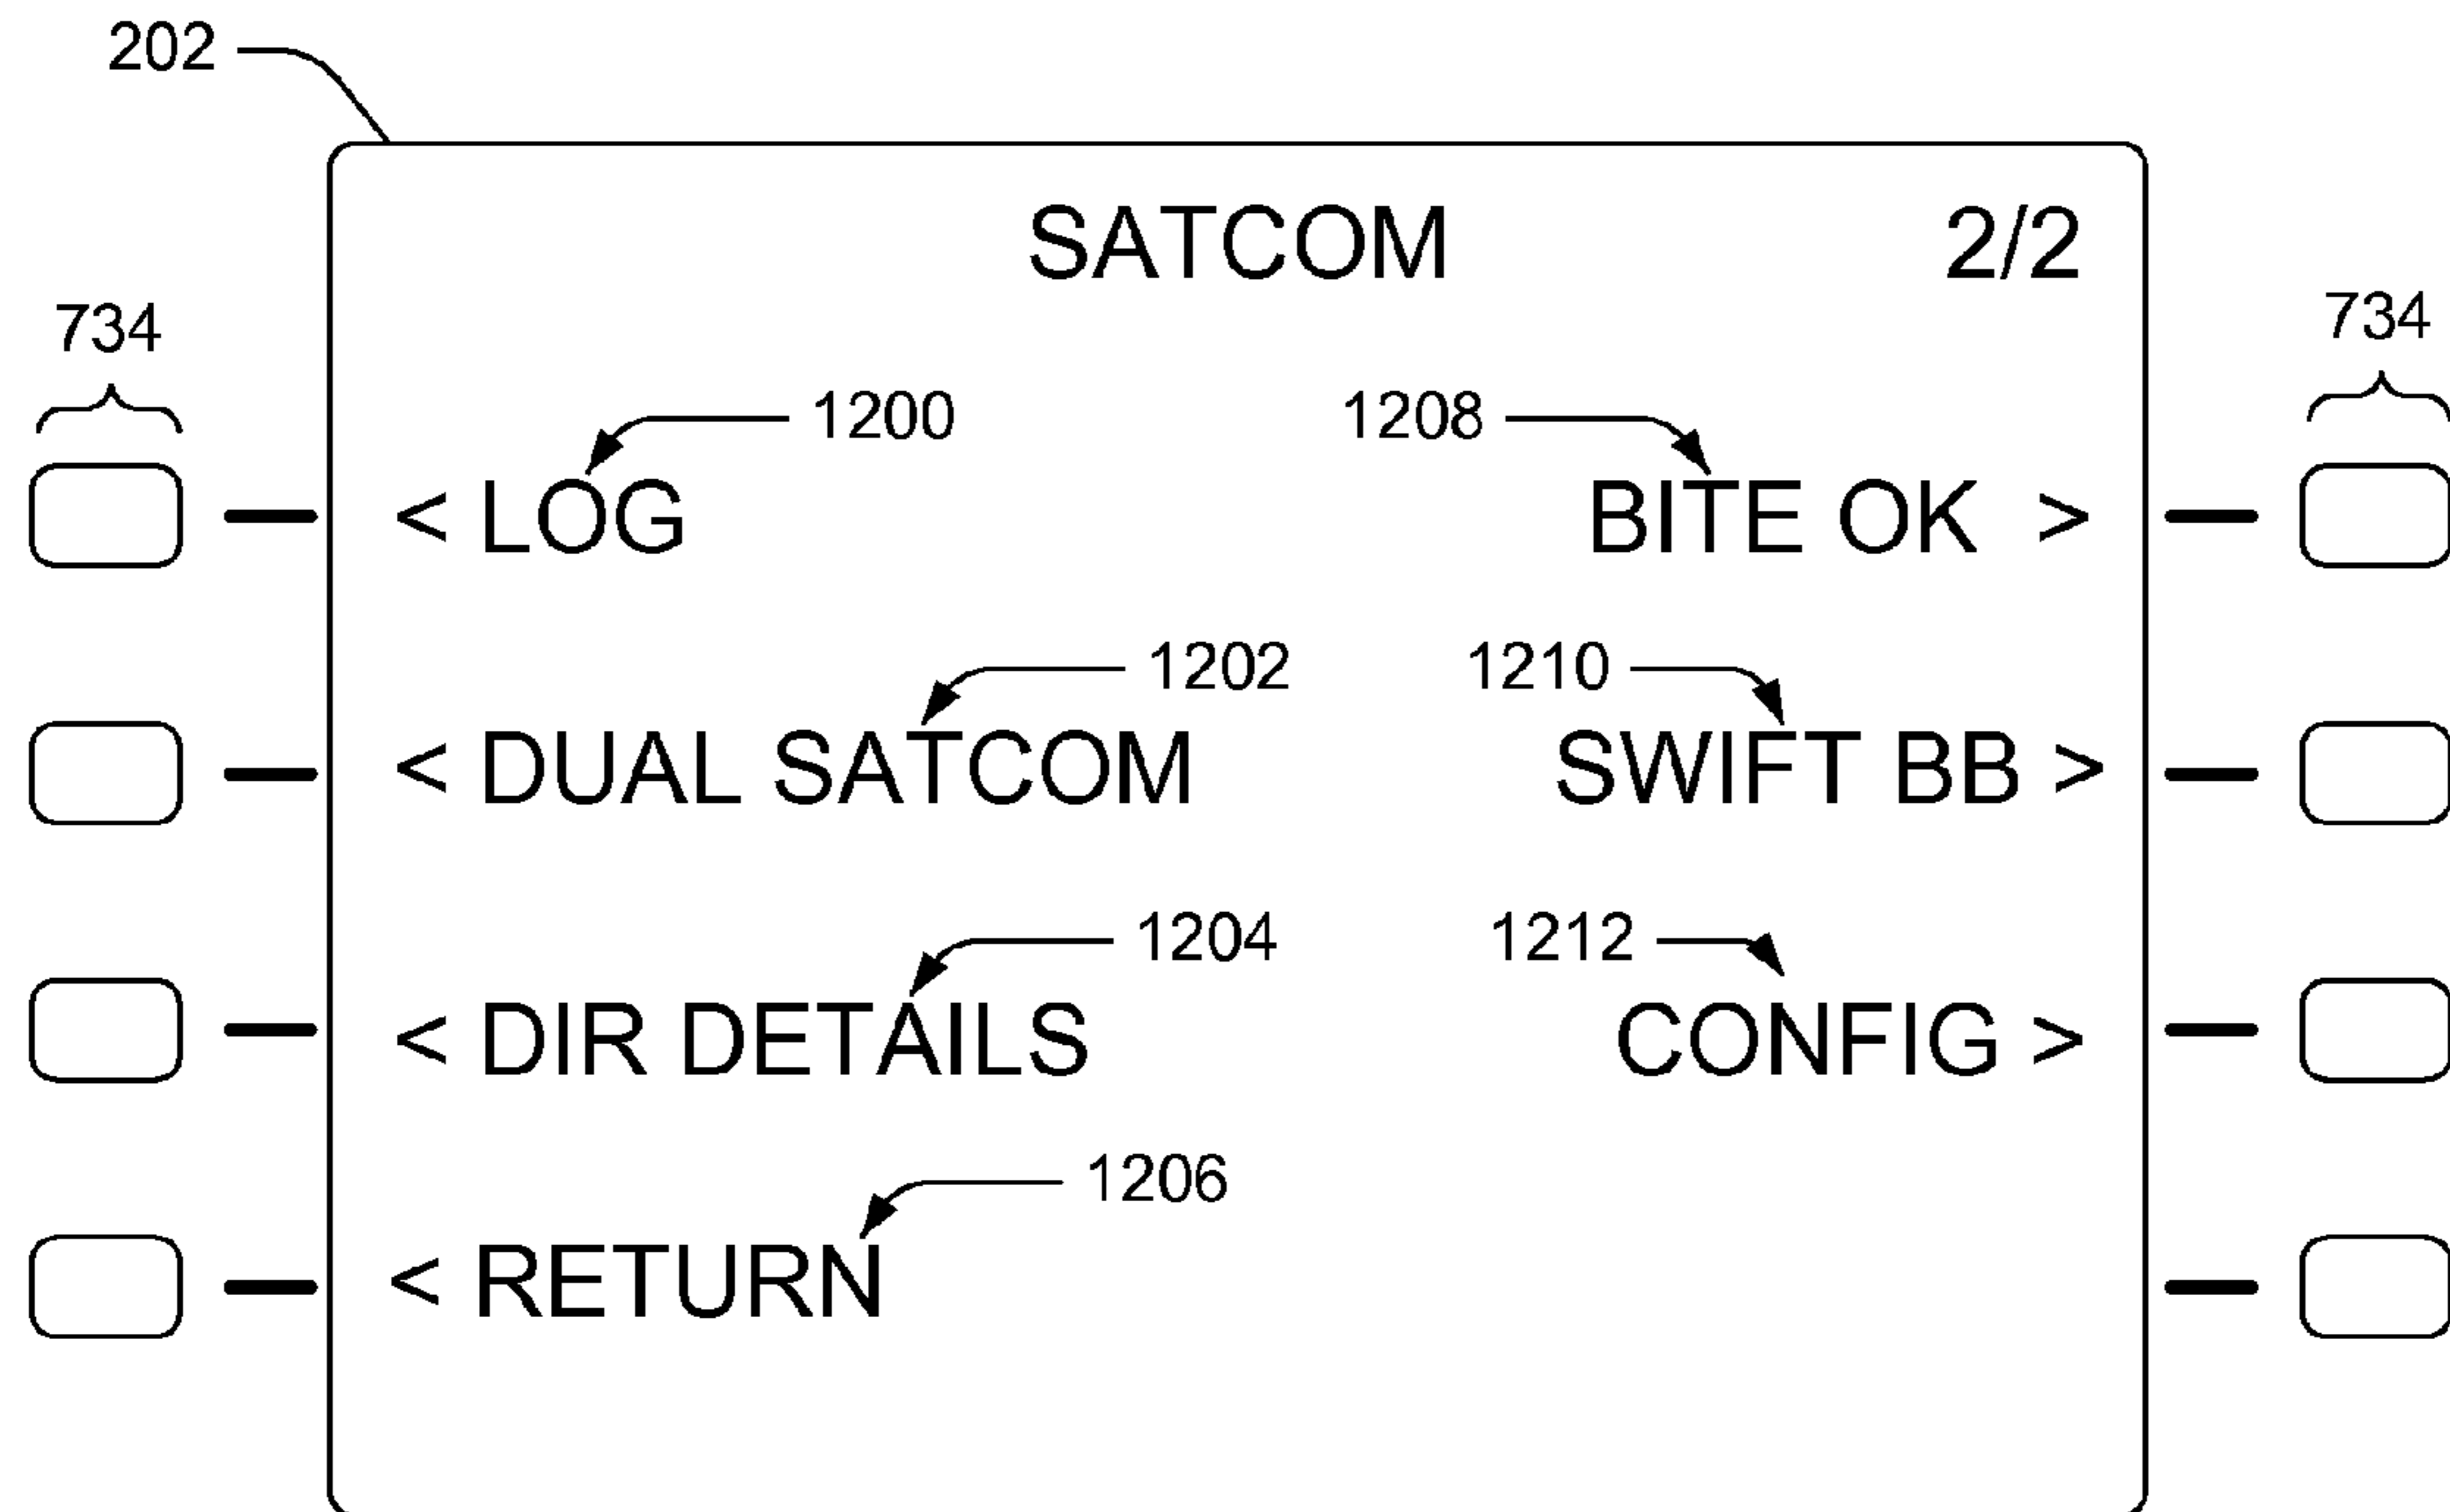 202
SATCOM 2/2
734 734
1200 1208
< LOG BITE OK >
1202 1210
< DUAL SATCOM SWIFT BB >
1204 1212
< DIR DETAILS CONFIG >
1206
< RETURN